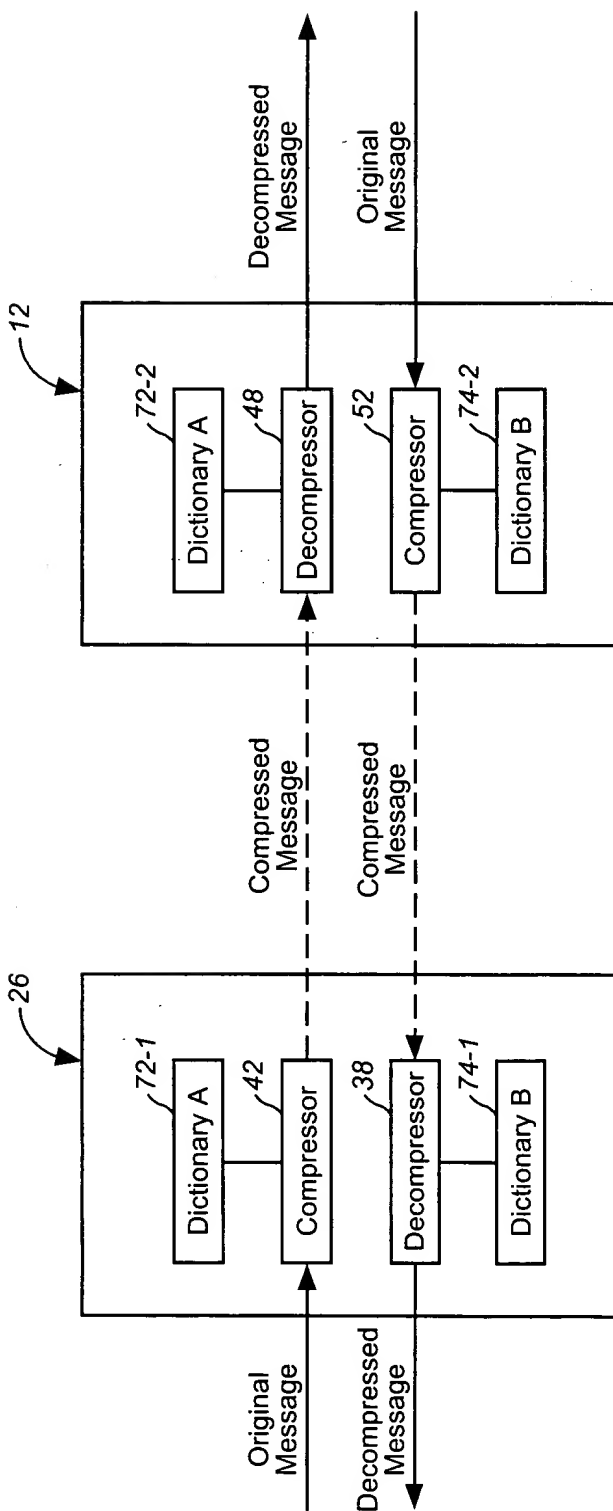 26
12
72-1
Dictionary A
72-2
Dictionary A
Original
Message
42
Compressor
Compressed
Message
48
Decompressor
Decompressed
Message
Decompressed
Message
38
Decompressor
Compressed
Message
52
Compressor
Original
Message
74-1
Dictionary B
74-2
Dictionary B